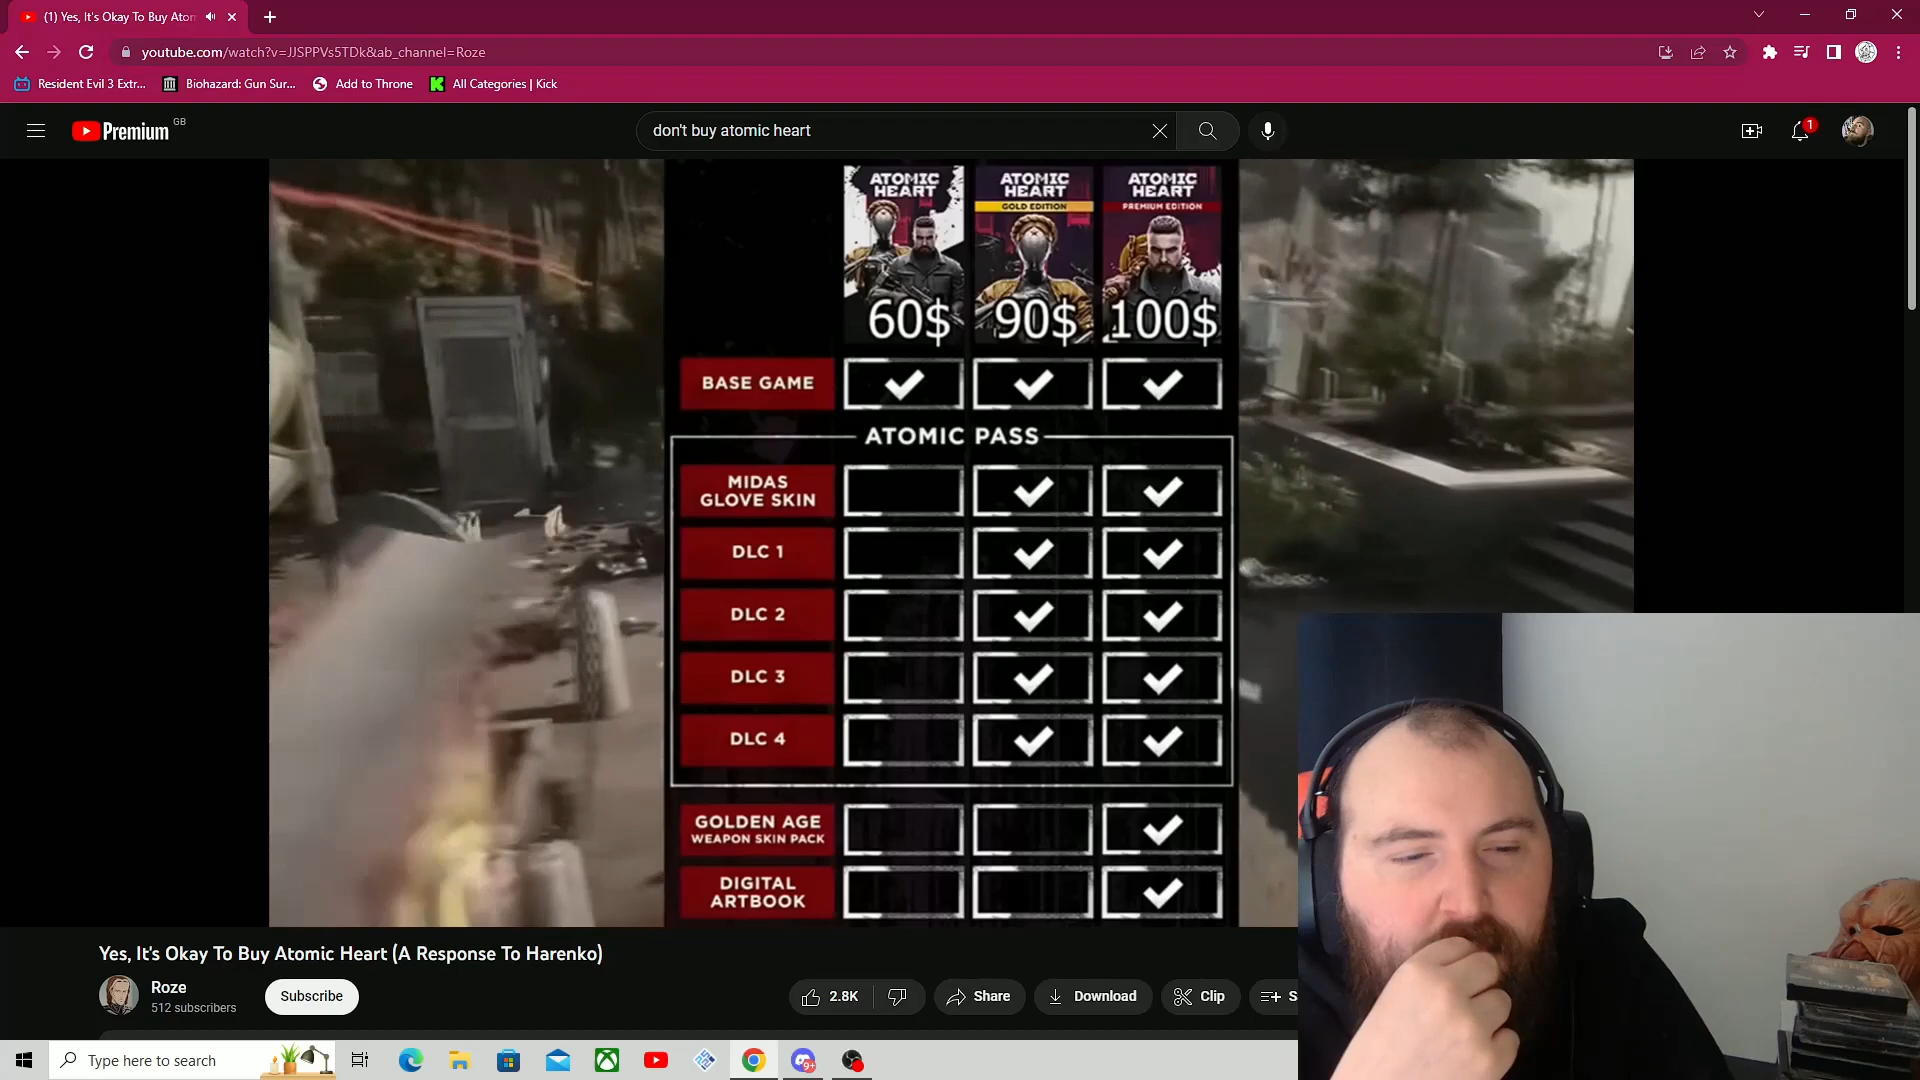 (1) Yes, It's Okay To Buy Atom
youtube.com/watch?v=JJSPPVs5TDk&ab_channel=Roze
Resident Evil 3 Extr...
Biohazard: Gun Sur...
Add to Throne
All Categories | Kick
Premium
GB
don't buy atomic heart
1
ATOMIC HEART
ATOMIC HEART
ATOMIC HEART
GOLD EDITION
PREMIUM EDITION
60$
90$
100$
BASE GAME
ATOMIC PASS
MIDAS
GLOVE SKIN
DLC 1
DLC 2
DLC 3
DLC 4
GOLDEN AGE
WEAPON SKIN PACK
DIGITAL
ARTBOOK
Yes, It's Okay To Buy Atomic Heart (A Response To Harenko)
Roze
512 subscribers
Subscribe
2.8K
Share
Download
Clip
S
Type here to search
9+